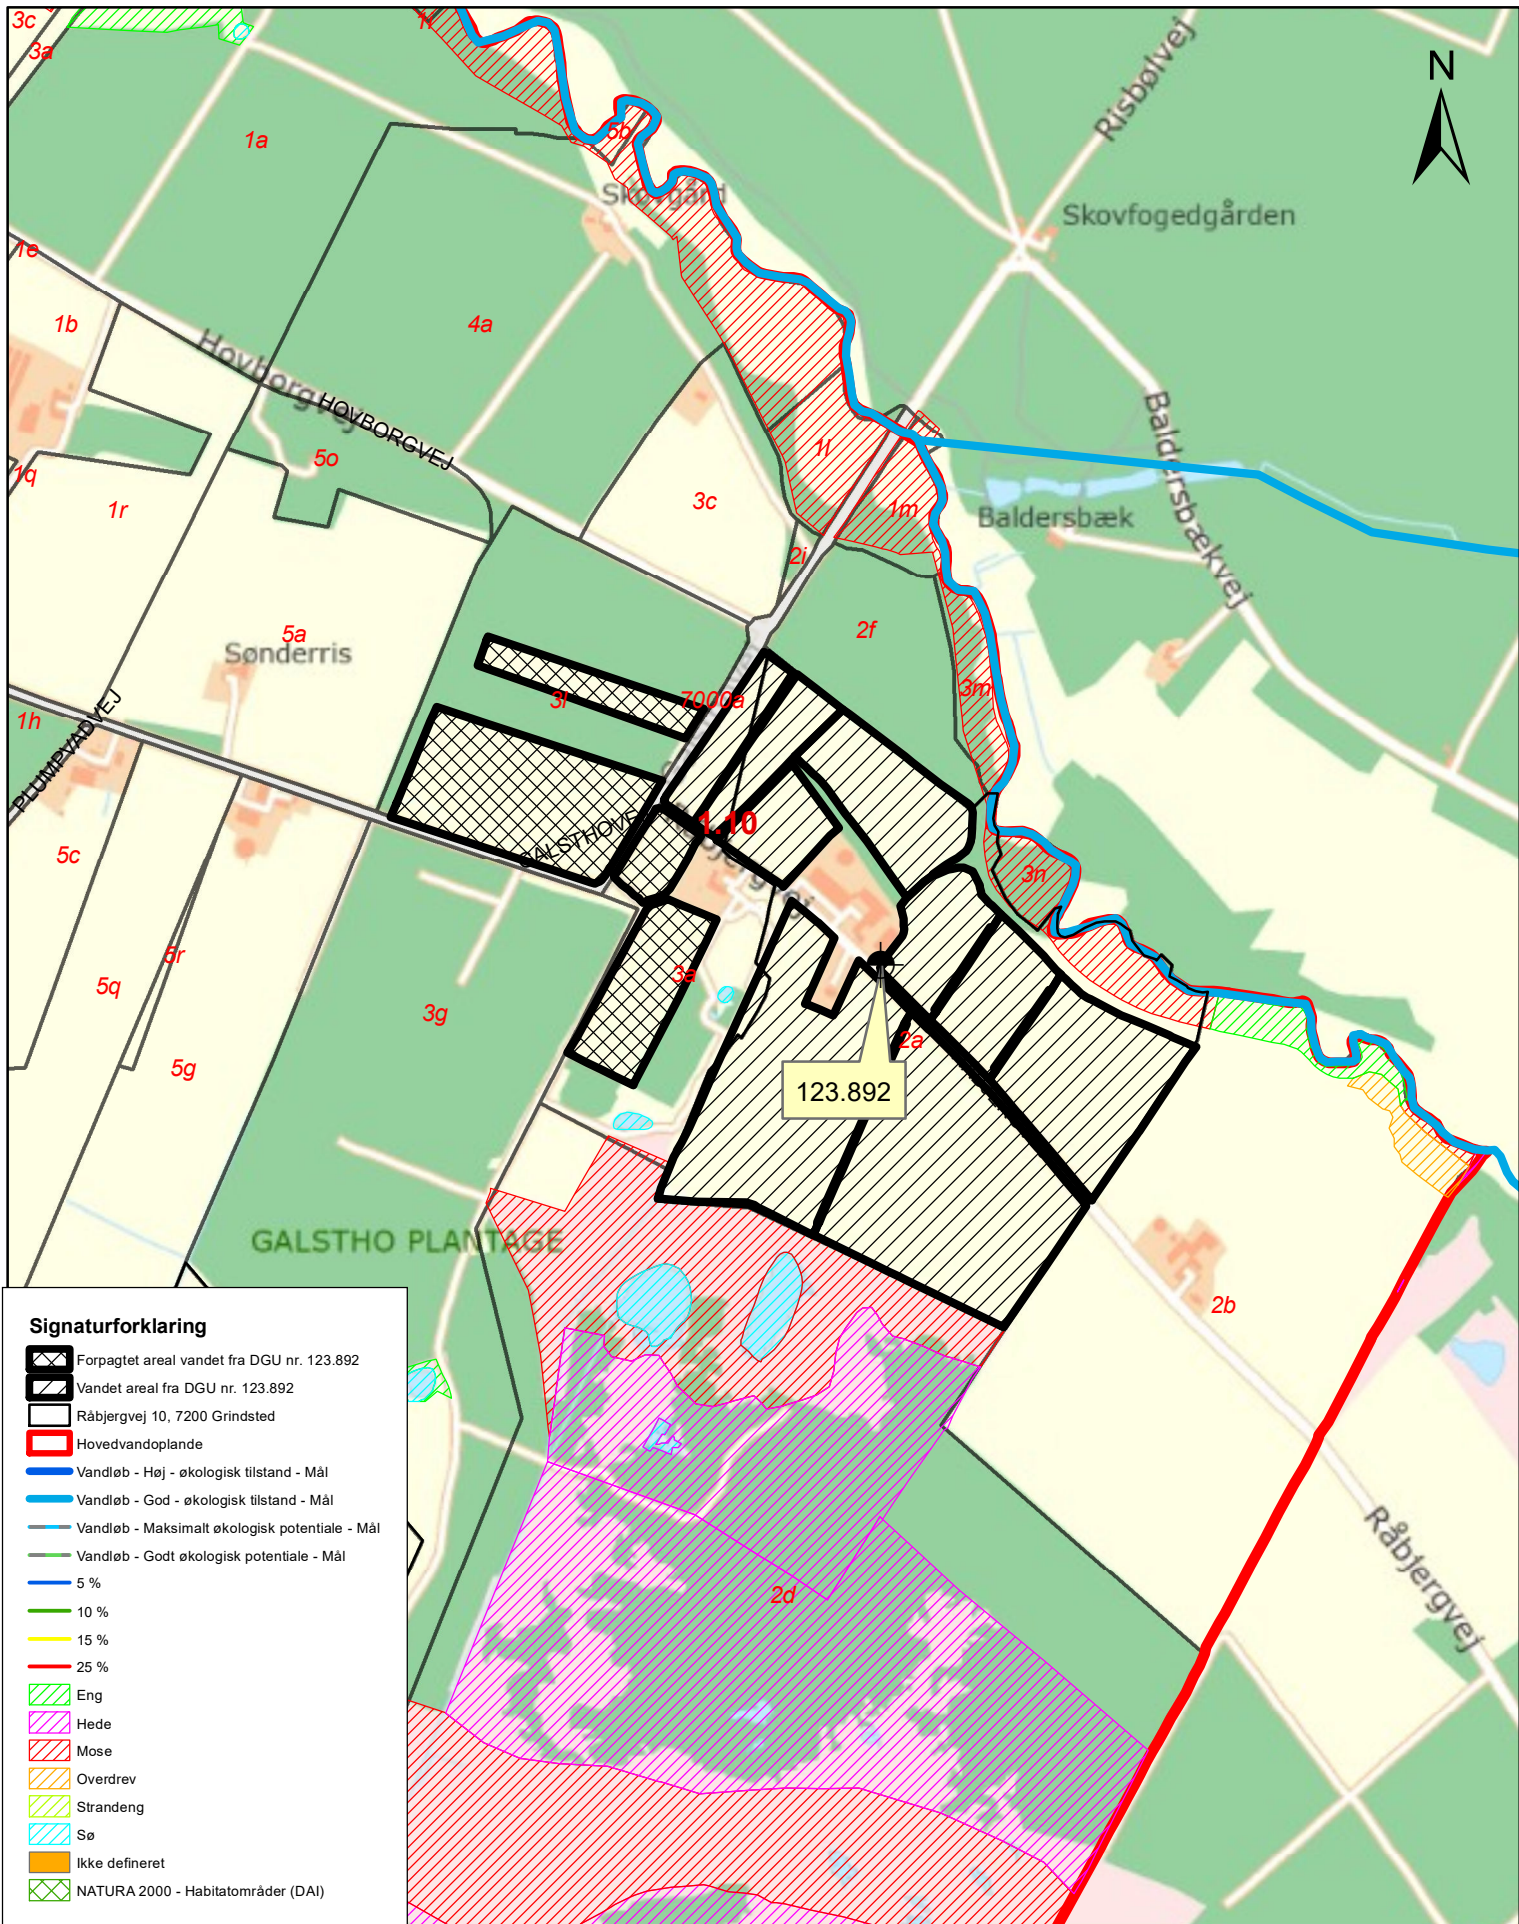 3c
3a
1i
N
Risbølvej
1a
5b
Skovgård
Skovfogedgården
1e
1b
4a
Hovborgvej
HOVBORGVEJ
Baldersbækvej
5o
1l
1q
1r
3c
1m
Baldersbæk
2i
5a
2f
Sønderris
3l
7000a
3m
1h
PLUMPVADVEJ
GALSTHOVEJ
1.10
5c
3n
5r
3a
5q
3g
2a
5g
123.892
GALSTHO PLANTAGE
2b
Råbjergvej
2d
Signaturforklaring
Forpagtet areal vandet fra DGU nr. 123.892
Vandet areal fra DGU nr. 123.892
Råbjergvej 10, 7200 Grindsted
Hovedvandoplande
Vandløb - Høj - økologisk tilstand - Mål
Vandløb - God - økologisk tilstand - Mål
Vandløb - Maksimalt økologisk potentiale - Mål
Vandløb - Godt økologisk potentiale - Mål
5 %
10 %
15 %
25 %
Eng
Hede
Mose
Overdrev
Strandeng
Sø
Ikke defineret
NATURA 2000 - Habitatområder (DAI)